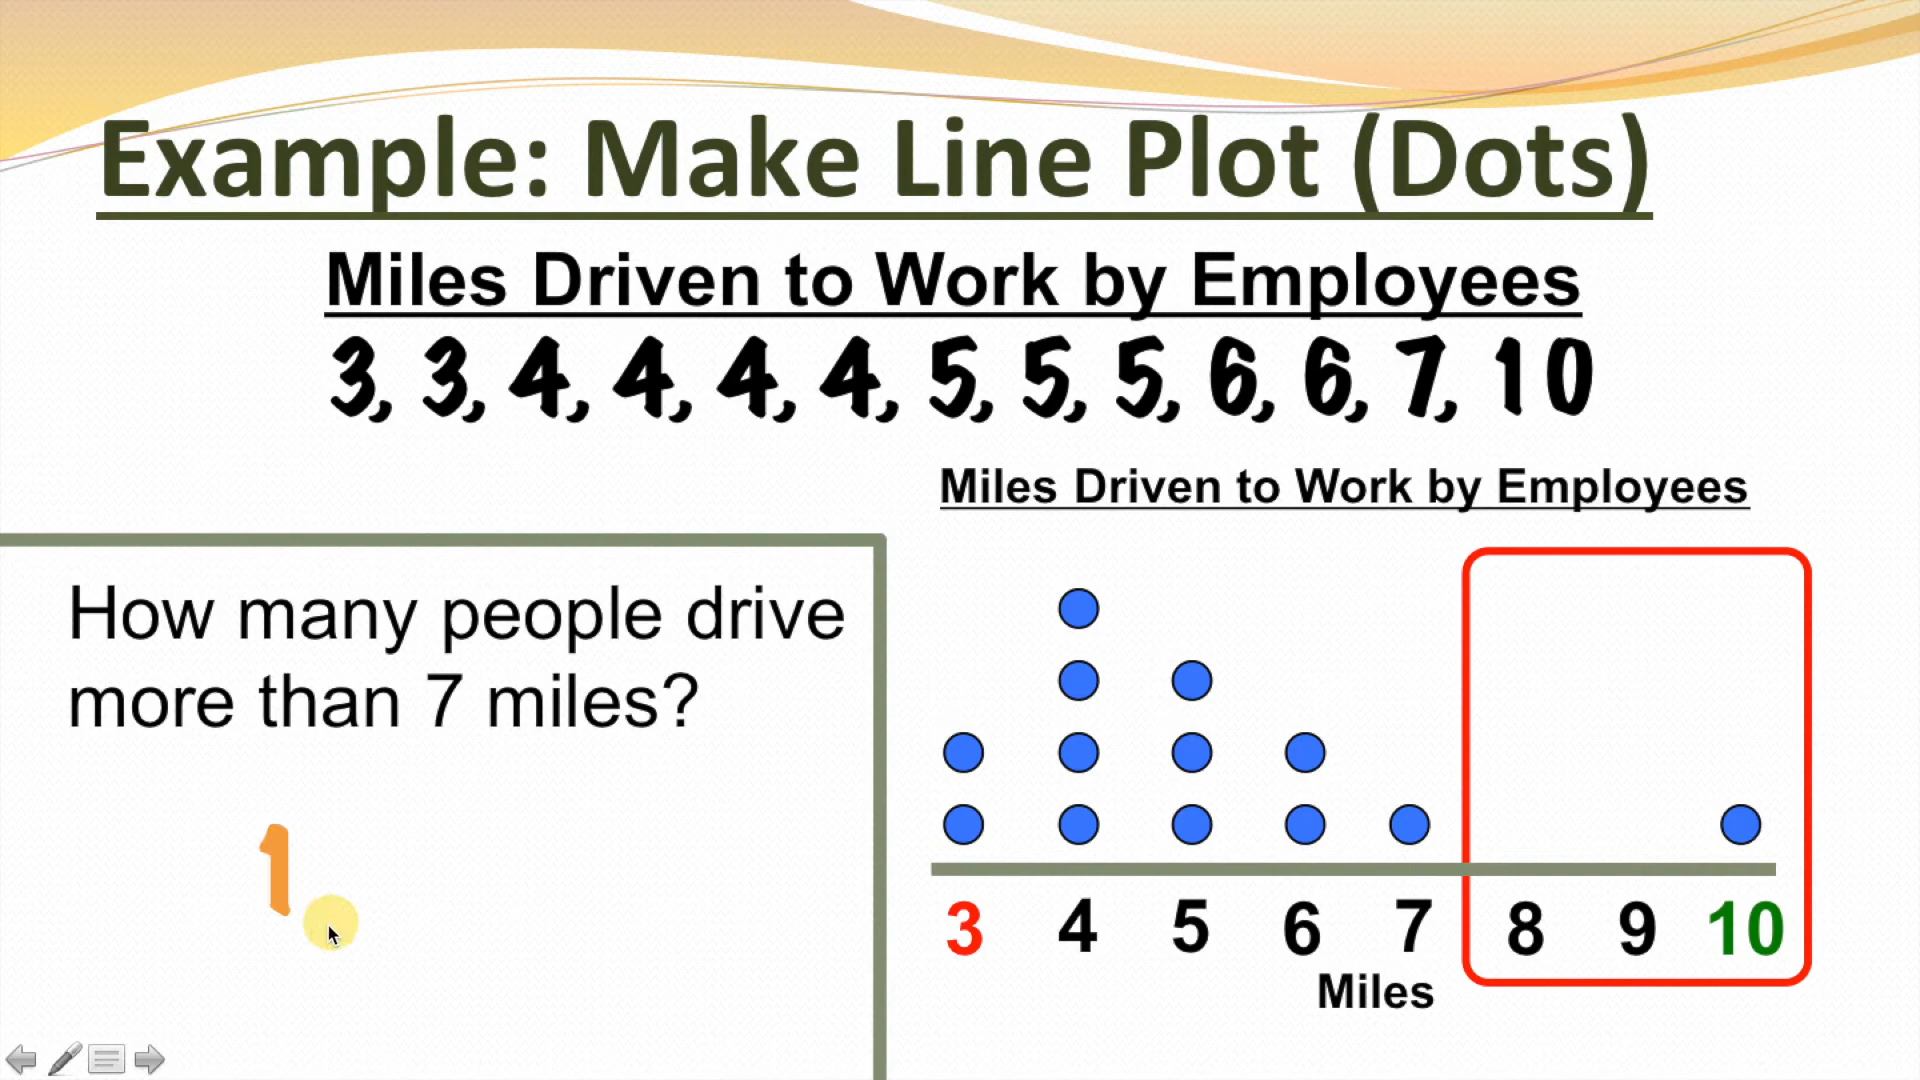 Example: Make Line Plot (Dots)
Miles Driven to Work by Employees
3, 3, 4, 4, 4, 4, 5, 5, 5, 6, 6, 7, 10
Miles Driven to Work by Employees
How many people drive
more than 7 miles?
1
3 4 5 6 7 8 9 10
Miles